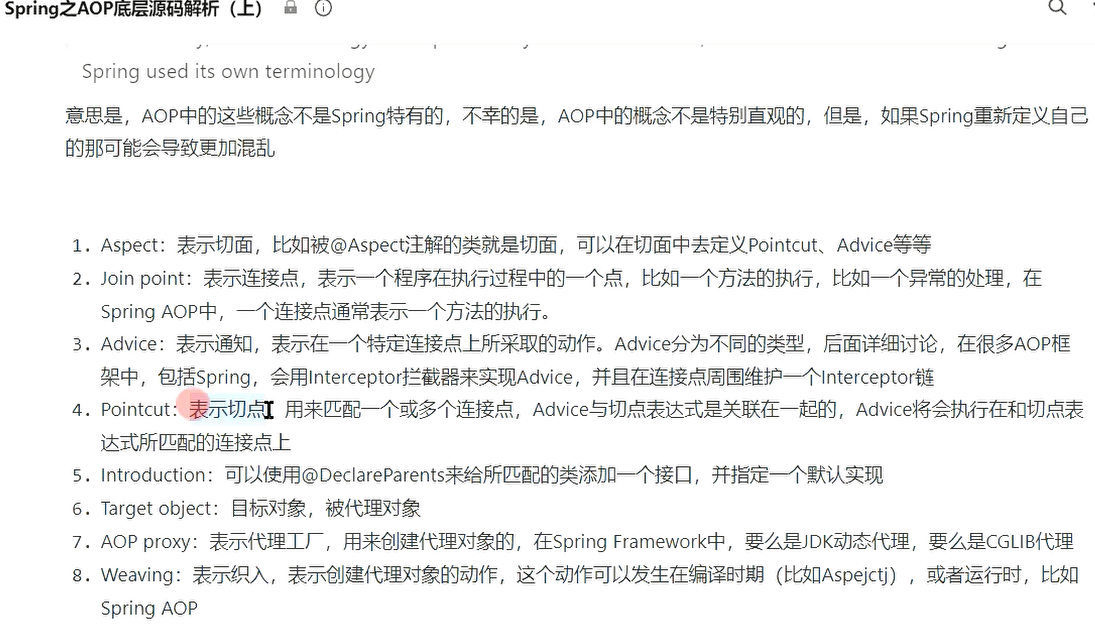 Spring之AOP底层源码解析（上）
Spring used its own terminology
意思是，AOP中的这些概念不是Spring特有的，不幸的是，AOP中的概念不是特别直观的，但是，如果Spring重新定义自己
的那可能会导致更加混乱
1. Aspect：表示切面，比如被@Aspect注解的类就是切面，可以在切面中去定义Pointcut、Advice等等
2. Join point：表示连接点，表示一个程序在执行过程中的一个点，比如一个方法的执行，比如一个异常的处理，在
Spring AOP中，一个连接点通常表示一个方法的执行。
3. Advice：表示通知，表示在一个特定连接点上所采取的动作。Advice分为不同的类型，后面详细讨论，在很多AOP框
架中，包括Spring，会用Interceptor拦截器来实现Advice，并且在连接点周围维护一个Interceptor链
4. Pointcut：表示切点，用来匹配一个或多个连接点，Advice与切点表达式是关联在一起的，Advice将会执行在和切点表
达式所匹配的连接点上
5. Introduction：可以使用@DeclareParents来给所匹配的类添加一个接口，并指定一个默认实现
6. Target object：目标对象，被代理对象
7. AOP proxy：表示代理工厂，用来创建代理对象的，在Spring Framework中，要么是JDK动态代理，要么是CGLIB代理
8. Weaving：表示织入，表示创建代理对象的动作，这个动作可以发生在编译时期（比如Aspejctj），或者运行时，比如
Spring AOP